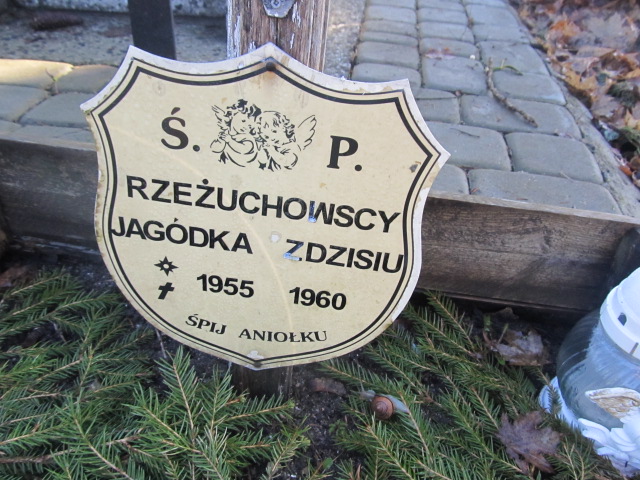 Ś. P.
RZEŻUCHOWSCY
JAGÓDKA ZDZISIU
1955 1960
ŚPIJ ANIOŁKU